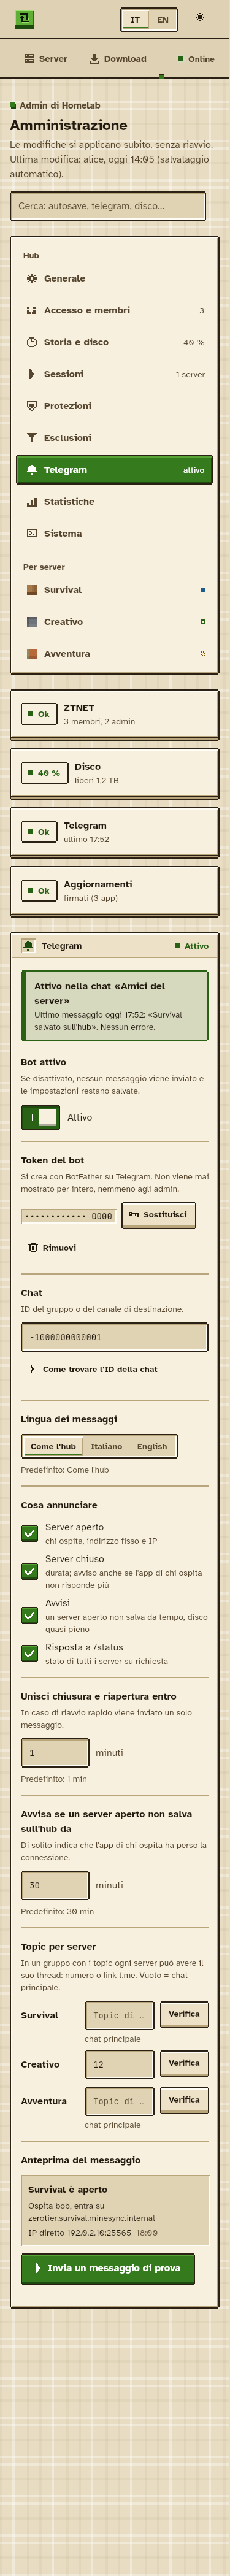 IT EN
Server Download Online
Admin di Homelab
Amministrazione
Le modifiche si applicano subito, senza riavvio.
Ultima modifica: alice, oggi 14:05 (salvataggio
automatico).
Cerca: autosave, telegram, disco…
Hub
Generale
Accesso e membri 3
Storia e disco 40 %
Sessioni 1 server
Protezioni
Esclusioni
Telegram attivo
Statistiche
Sistema
Per server
Survival
Creativo
Avventura
Ok ZTNET
3 membri, 2 admin
40 % Disco
liberi 1,2 TB
Ok Telegram
ultimo 17:52
Ok Aggiornamenti
firmati (3 app)
Telegram Attivo
Attivo nella chat «Amici del
server»
Ultimo messaggio oggi 17:52: «Survival
salvato sull'hub». Nessun errore.
Bot attivo
Se disattivato, nessun messaggio viene inviato e
le impostazioni restano salvate.
Attivo
Token del bot
Si crea con BotFather su Telegram. Non viene mai
mostrato per intero, nemmeno agli admin.
•••••••••••• 0000 Sostituisci
Rimuovi
Chat
ID del gruppo o del canale di destinazione.
-1000000000001
Come trovare l'ID della chat
Lingua dei messaggi
Come l'hub Italiano English
Predefinito: Come l'hub
Cosa annunciare
Server aperto
chi ospita, indirizzo fisso e IP
Server chiuso
durata; avviso anche se l'app di chi ospita
non risponde più
Avvisi
un server aperto non salva da tempo, disco
quasi pieno
Risposta a /status
stato di tutti i server su richiesta
Unisci chiusura e riapertura entro
In caso di riavvio rapido viene inviato un solo
messaggio.
1 minuti
Predefinito: 1 min
Avvisa se un server aperto non salva
sull'hub da
Di solito indica che l'app di chi ospita ha perso la
connessione.
30 minuti
Predefinito: 30 min
Topic per server
In un gruppo con i topic ogni server può avere il
suo thread: numero o link t.me. Vuoto = chat
principale.
Survival Topic di … Verifica
chat principale
Creativo 12 Verifica
Avventura Topic di … Verifica
chat principale
Anteprima del messaggio
Survival è aperto
Ospita bob, entra su
zerotier.survival.minesync.internal
IP diretto 192.0.2.10:25565 18:00
Invia un messaggio di prova